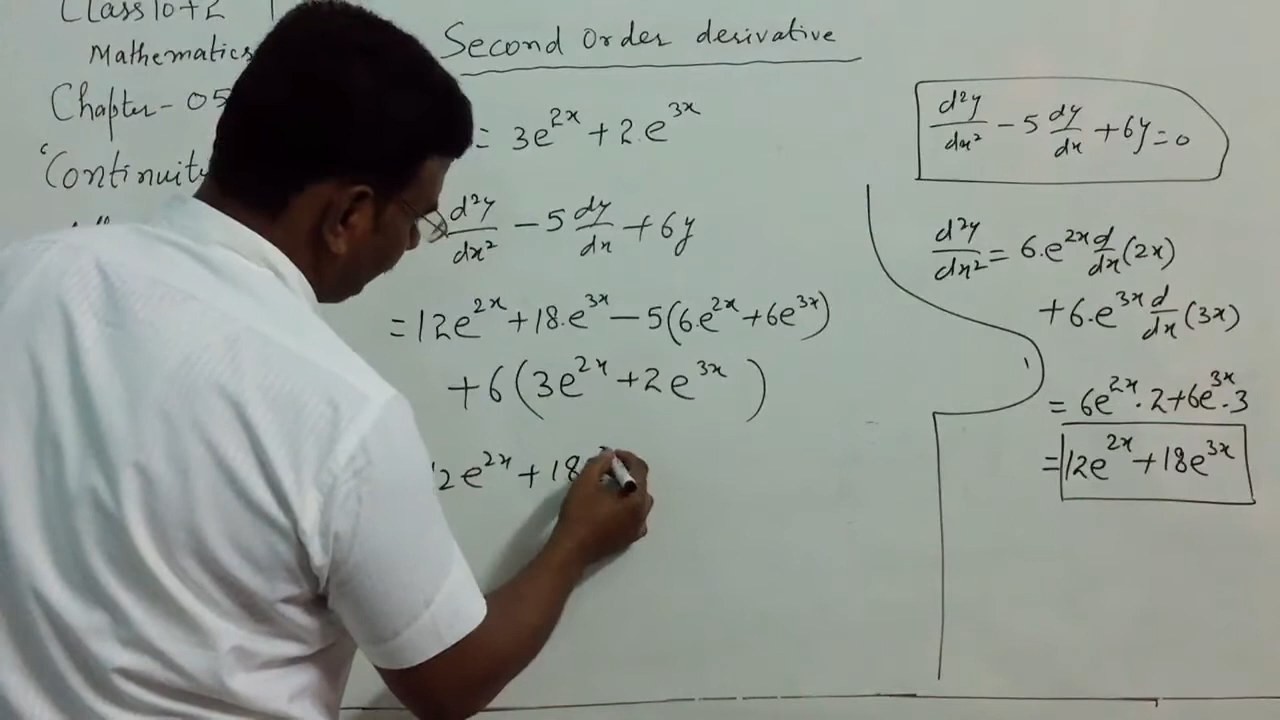 Class 10+2
Mathematics
Chapter - 05
'Continuity
Second Order derivative
= 3e^{2x} + 2.e^{3x}
d²y/dx² - 5 dy/dx + 6y
= 12e^{2x} + 18.e^{3x} - 5(6.e^{2x} + 6e^{3x})
+ 6(3e^{2x} + 2e^{3x})
12e^{2x} + 18
d²y/dx² - 5 dy/dx + 6y = 0
d²y/dx² = 6.e^{2x} d/dx (2x)
+ 6.e^{3x} d/dx (3x)
= 6e^{2x}.2 + 6e^{3x}.3
= 12e^{2x} + 18e^{3x}